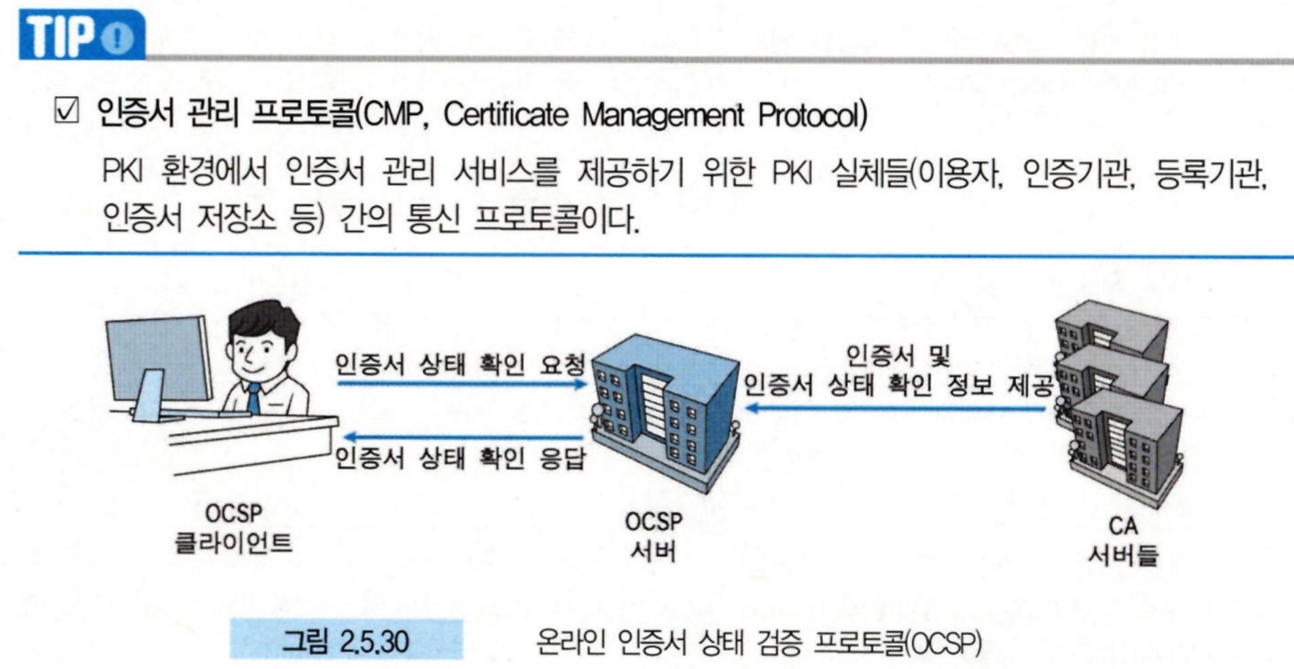 TIP !
☑ 인증서 관리 프로토콜(CMP, Certificate Management Protocol)
PKI 환경에서 인증서 관리 서비스를 제공하기 위한 PKI 실체들(이용자, 인증기관, 등록기관,
인증서 저장소 등) 간의 통신 프로토콜이다.
인증서 상태 확인 요청
인증서 상태 확인 응답
인증서 및
인증서 상태 확인 정보 제공
OCSP
클라이언트
OCSP
서버
CA
서버들
그림 2.5.30 온라인 인증서 상태 검증 프로토콜(OCSP)